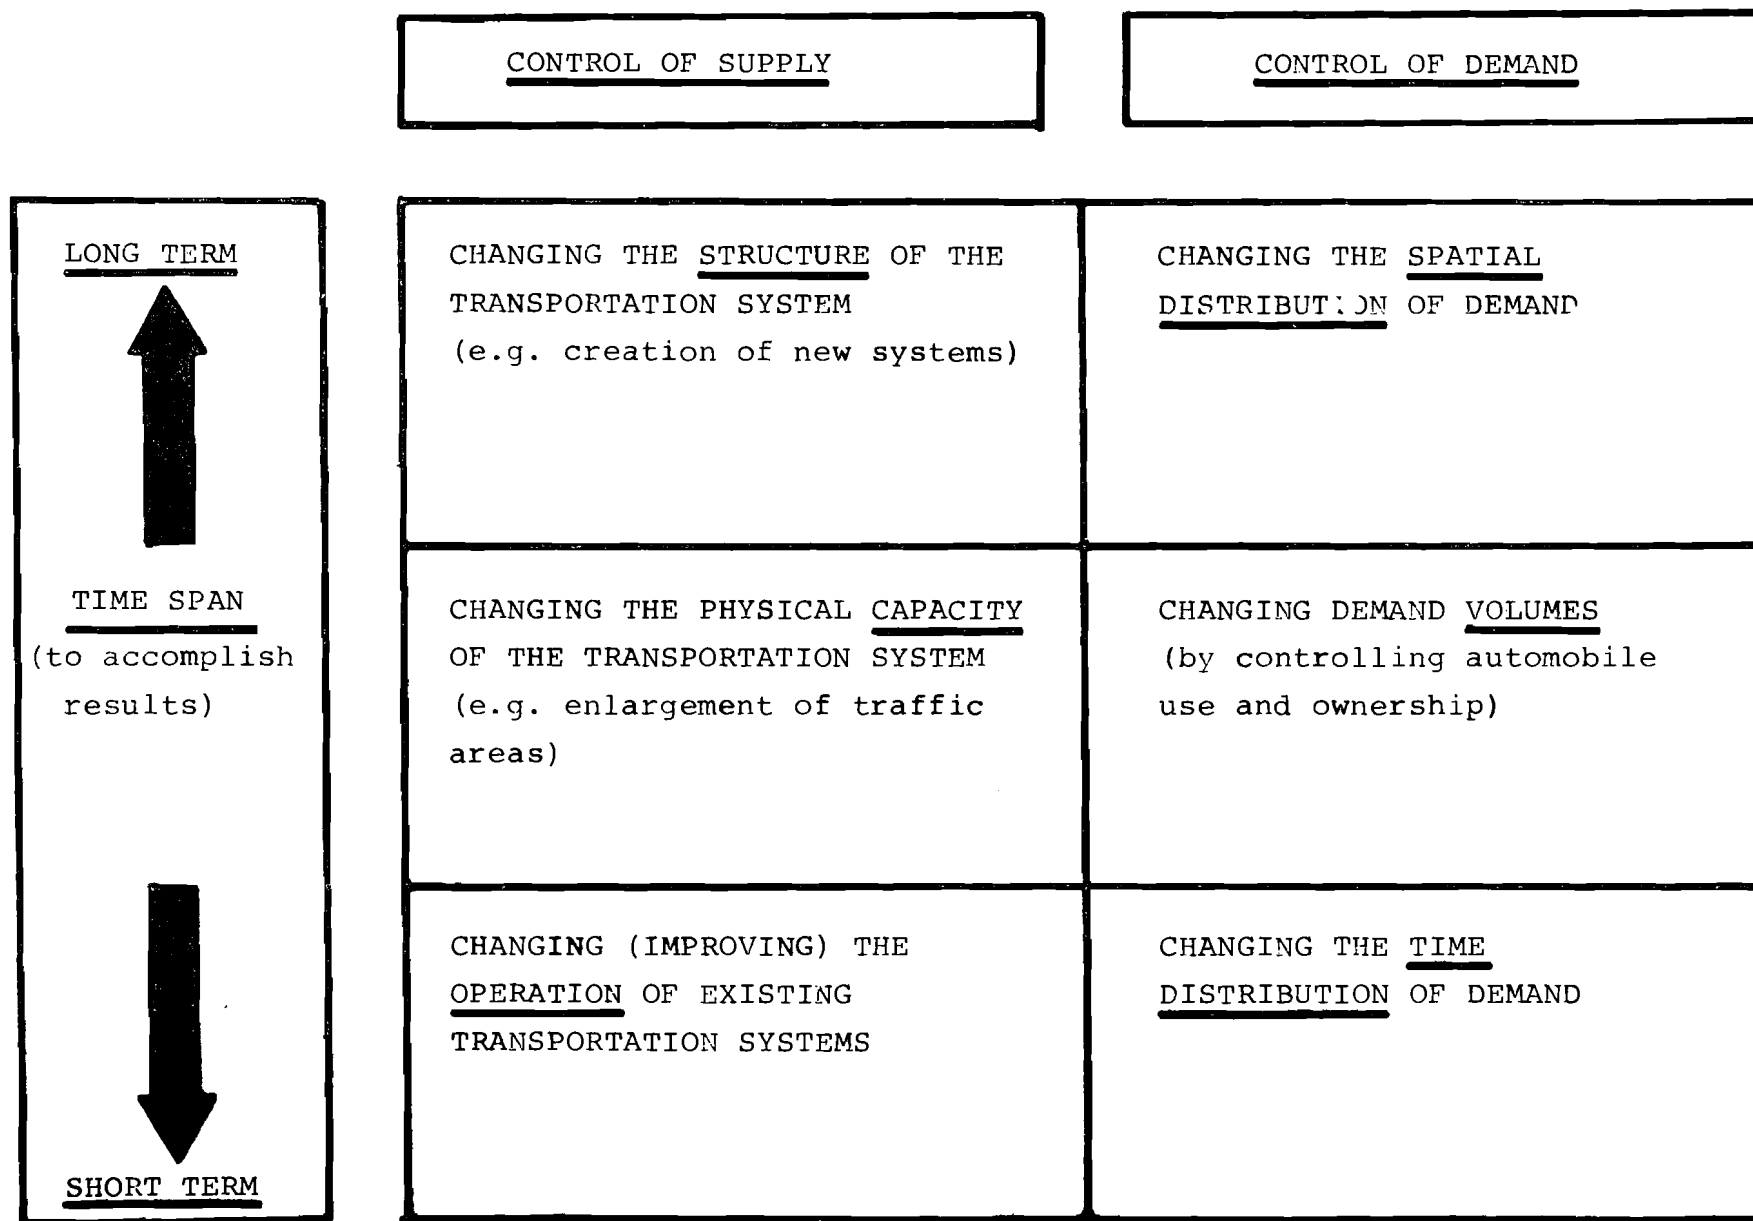 CONTROL OF SUPPLY
CONTROL OF DEMAND
LONG TERM
TIME SPAN
(to accomplish
results)
SHORT TERM
CHANGING THE STRUCTURE OF THE
TRANSPORTATION SYSTEM
(e.g. creation of new systems)
CHANGING THE SPATIAL
DISTRIBUTION OF DEMAND
CHANGING THE PHYSICAL CAPACITY
OF THE TRANSPORTATION SYSTEM
(e.g. enlargement of traffic
areas)
CHANGING DEMAND VOLUMES
(by controlling automobile
use and ownership)
CHANGING (IMPROVING) THE
OPERATION OF EXISTING
TRANSPORTATION SYSTEMS
CHANGING THE TIME
DISTRIBUTION OF DEMAND